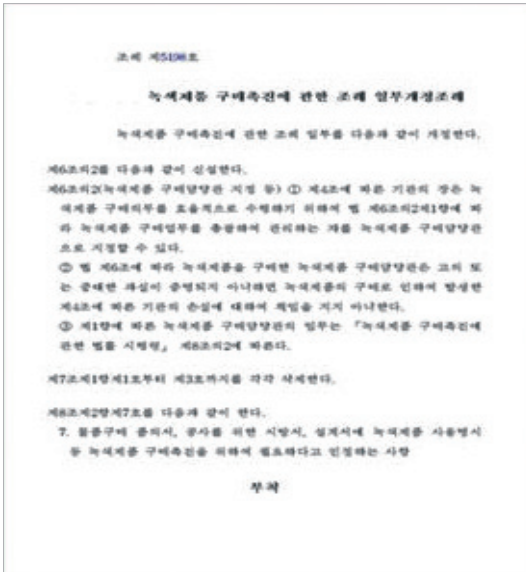 조례 제5198호
녹색제품 구매촉진에 관한 조례 일부개정조례
녹색제품 구매촉진에 관한 조례 일부를 다음과 같이 개정한다.
제6조의2를 다음과 같이 신설한다.
제6조의2(녹색제품 구매담당관 지정 등) ① 제4조에 따른 기관의 장은 녹
색제품 구매의무를 효율적으로 수행하기 위하여 법 제6조의2제1항에 따
라 녹색제품 구매업무를 총괄하여 관리하는 자를 녹색제품 구매담당관
으로 지정할 수 있다.
② 법 제6조에 따라 녹색제품을 구매한 녹색제품 구매담당관은 고의 또
는 중대한 과실이 증명되지 아니하면 녹색제품의 구매로 인하여 발생한
제4조에 따른 기관의 손실에 대하여 책임을 지지 아니한다.
③ 제1항에 따른 녹색제품 구매담당관의 임무는 「녹색제품 구매촉진에
관한 법률 시행령」 제8조의2에 따른다.
제7조제1항제1호부터 제3호까지를 각각 삭제한다.
제8조제2항제7호를 다음과 같이 한다.
7. 물품구매 품의서, 공사를 위한 시방서, 설계서에 녹색제품 사용명시
등 녹색제품 구매촉진을 위하여 필요하다고 인정하는 사항
부칙